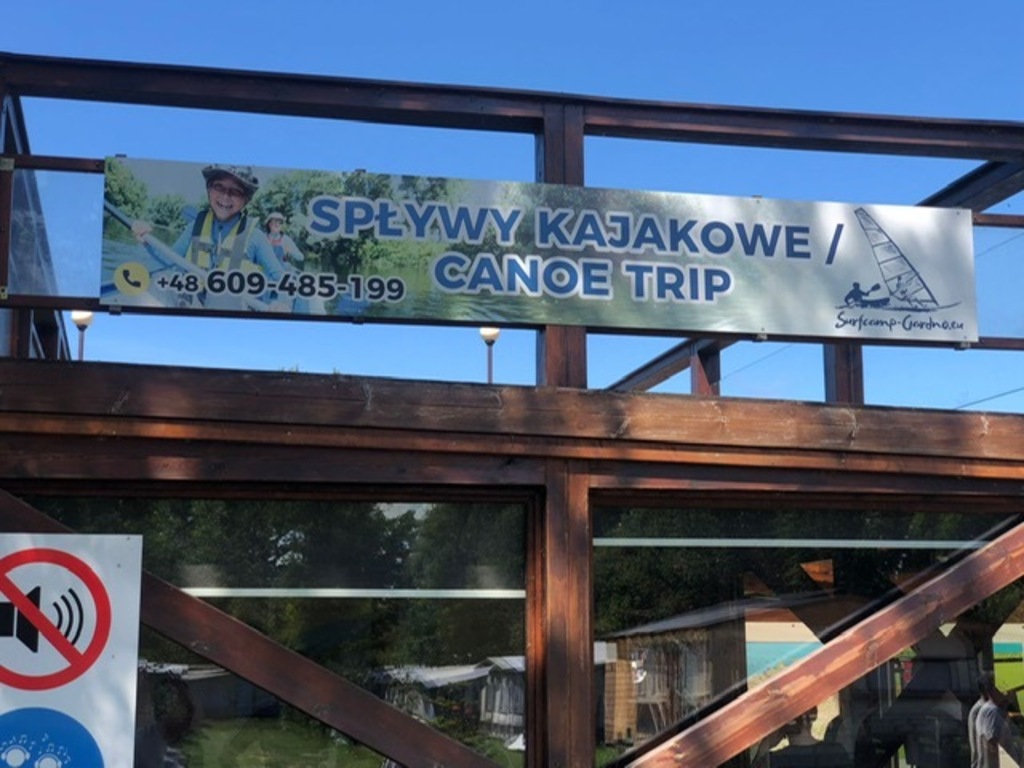 SPŁYWY KAJAKOWE /
CANOE TRIP
+48 609-485-199
Surfcamp-Gardno.eu